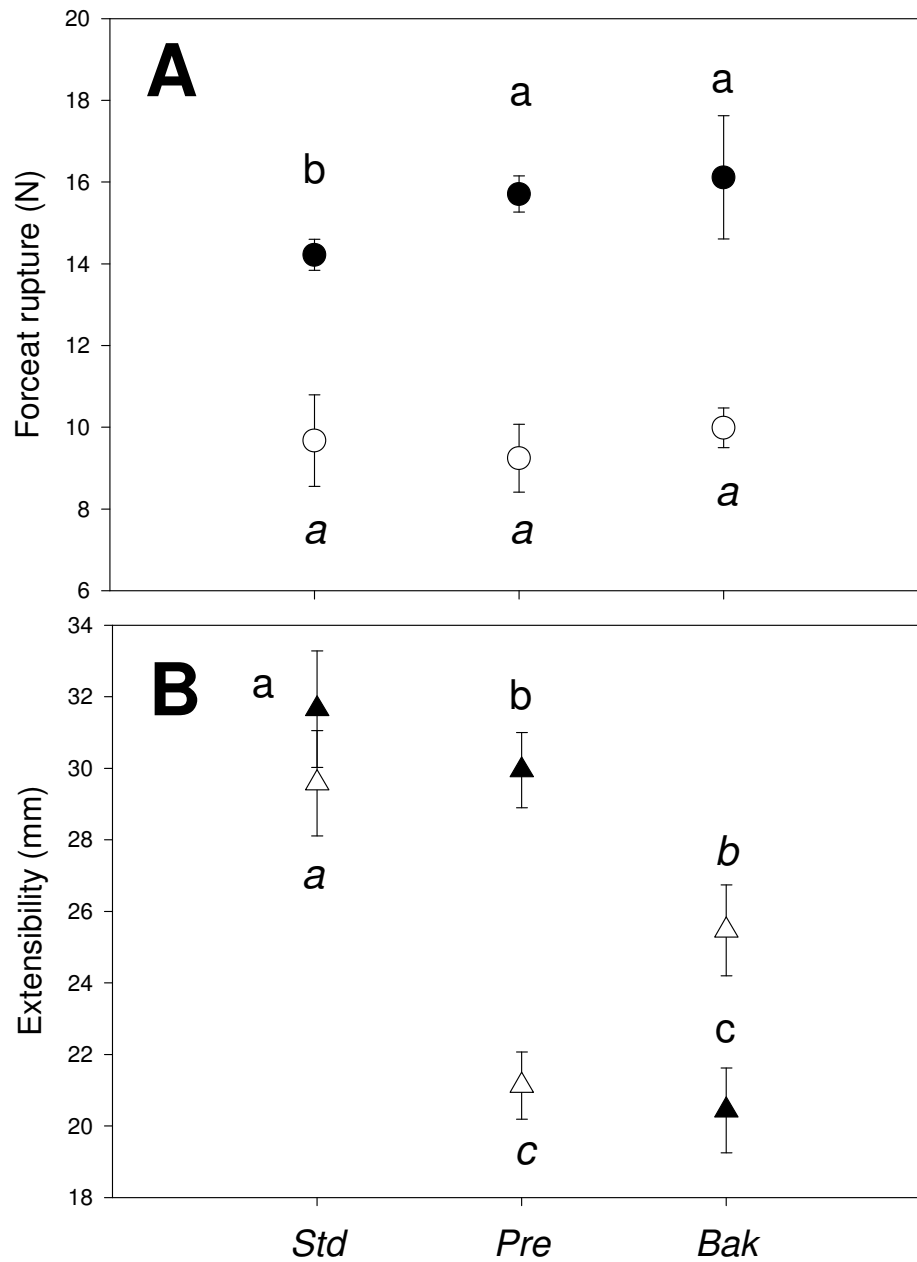 20
18
16
14
12
10
8
6
Forceat rupture (N)
A
b
a
a
a
a
a
34
32
30
28
26
24
22
20
18
Extensibility (mm)
B
a
b
a
b
c
c
Std Pre Bak